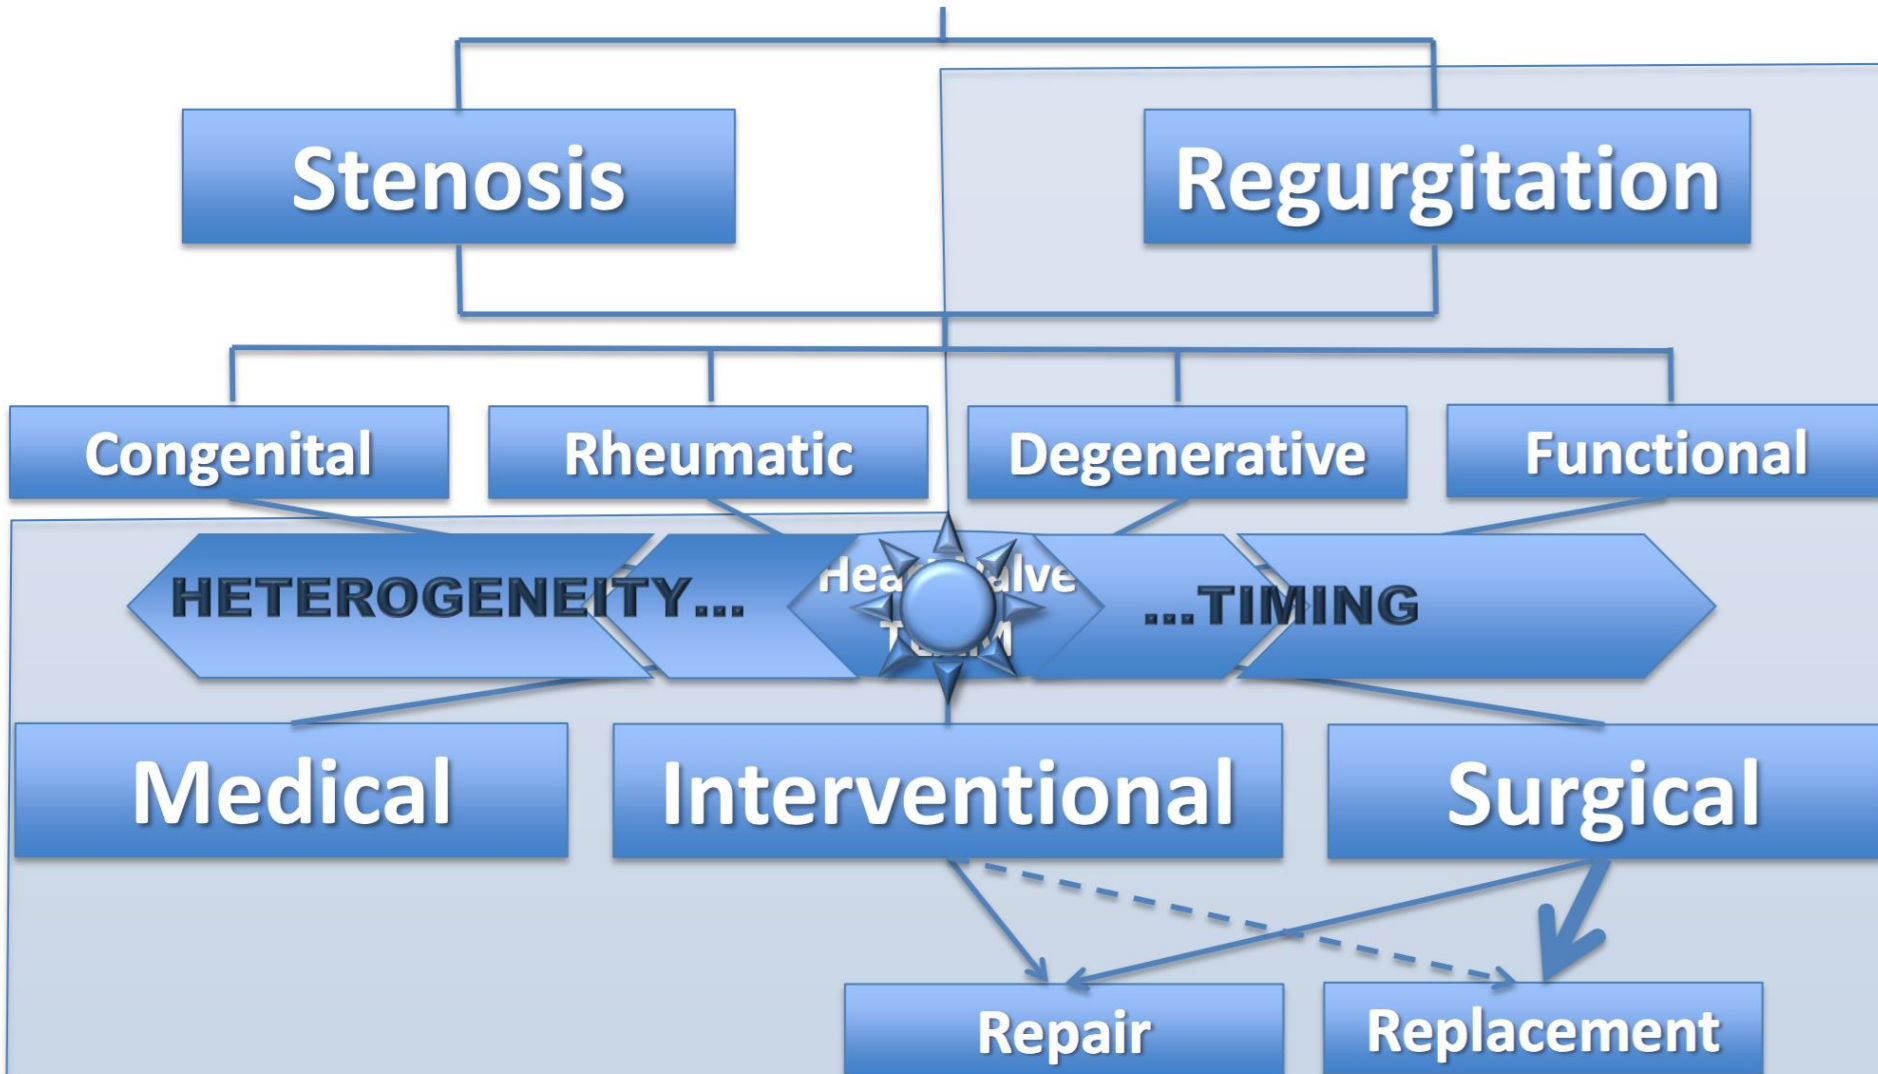 Stenosis
Regurgitation
Congenital
Rheumatic
Degenerative
Functional
HETEROGENEITY...
...TIMING
Medical
Interventional
Surgical
Repair
Replacement